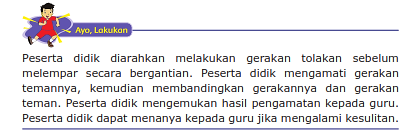 Ayo, Lakukan
Peserta didik diarahkan melakukan gerakan tolakan sebelum
melempar secara bergantian. Peserta didik mengamati gerakan
temannya, kemudian membandingkan gerakannya dan gerakan
teman. Peserta didik mengemukan hasil pengamatan kepada guru.
Peserta didik dapat menanya kepada guru jika mengalami kesulitan.